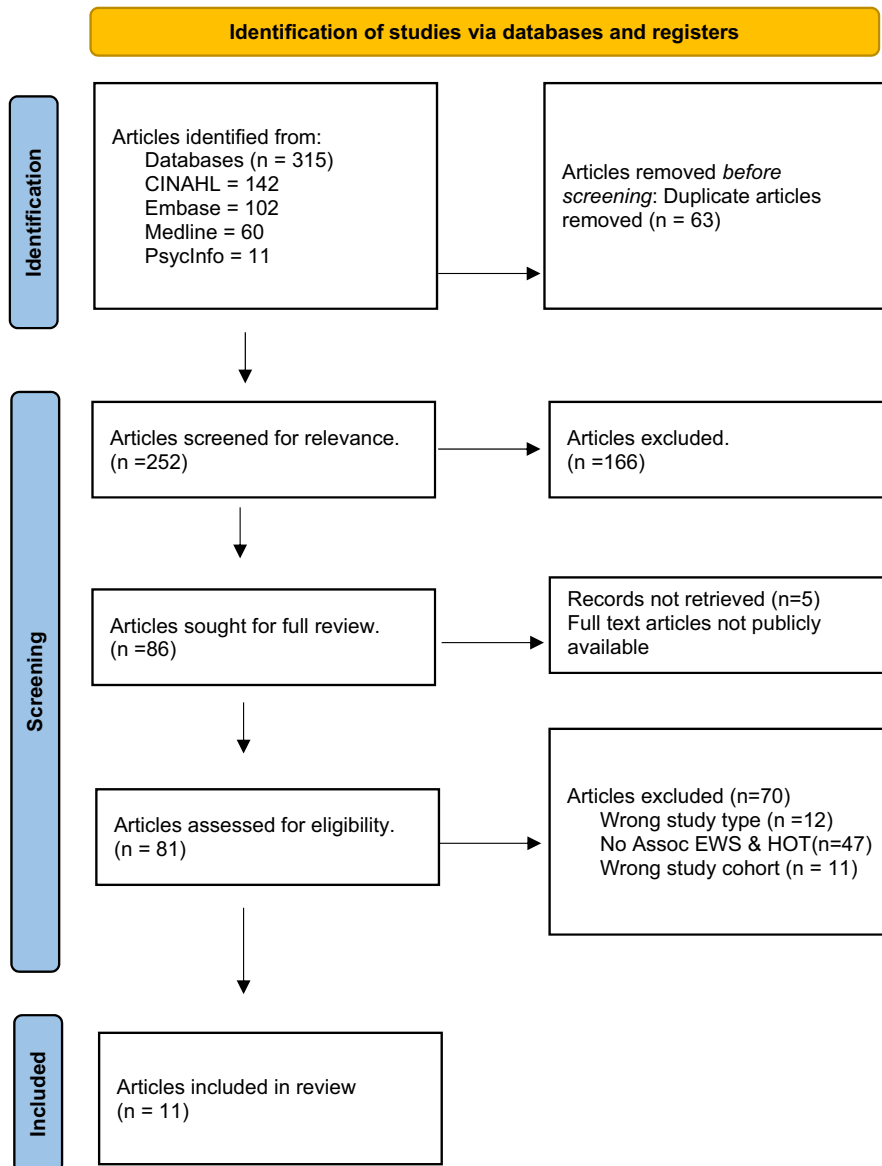 Identification of studies via databases and registers
Identification
Articles identified from:
Databases (n = 315)
CINAHL = 142
Embase = 102
Medline = 60
PsycInfo = 11
Articles removed before
screening: Duplicate articles
removed (n = 63)
Screening
Articles screened for relevance.
(n =252)
Articles excluded.
(n =166)
Articles sought for full review.
(n =86)
Records not retrieved (n=5)
Full text articles not publicly
available
Articles assessed for eligibility.
(n = 81)
Articles excluded (n=70)
Wrong study type (n =12)
No Assoc EWS & HOT(n=47)
Wrong study cohort (n = 11)
Included
Articles included in review
(n = 11)